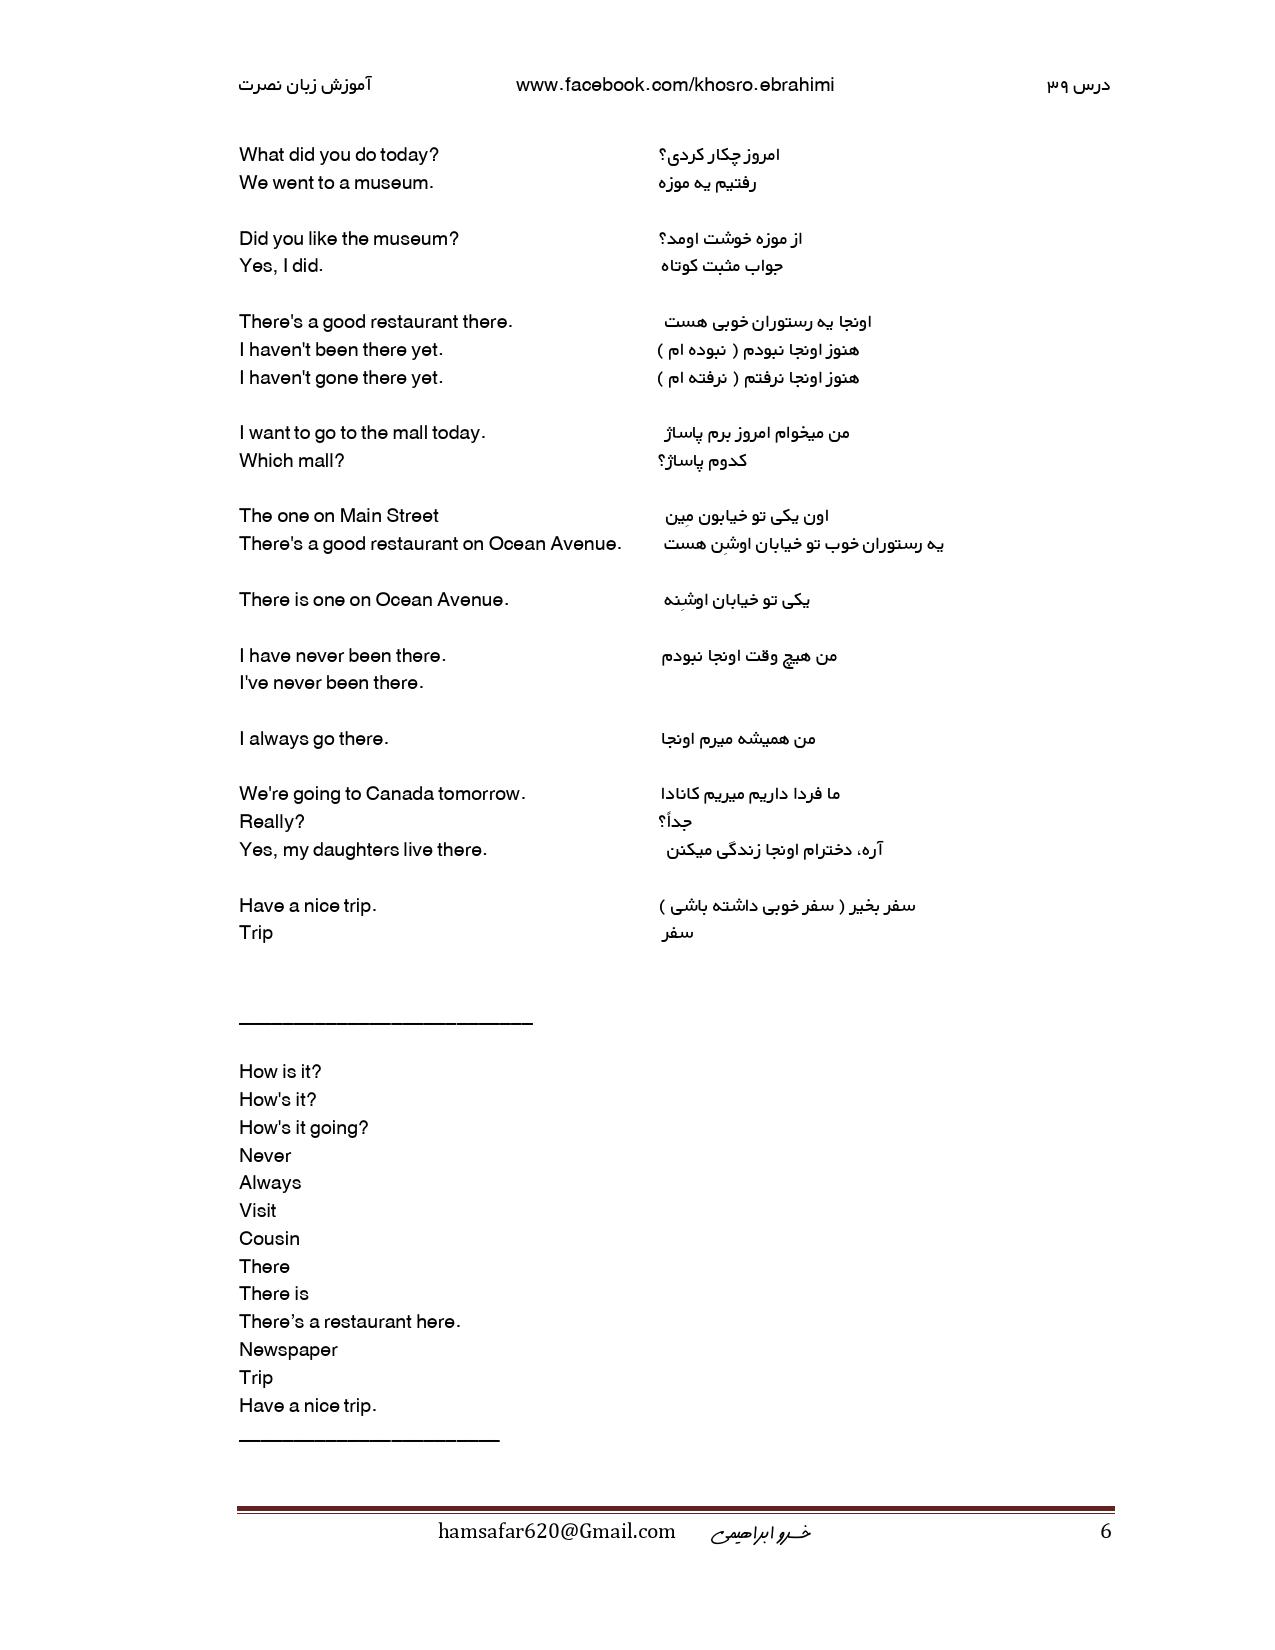 آموزش زبان نصرت www.facebook.com/khosro.ebrahimi درس ۳۹
What did you do today? امروز چکار کردی؟
We went to a museum. رفتیم یه موزه
Did you like the museum? از موزه خوشت اومد؟
Yes, I did. جواب مثبت کوتاه
There's a good restaurant there. اونجا یه رستوران خوبی هست
I haven't been there yet. هنوز اونجا نبودم ( نبوده ام )
I haven't gone there yet. هنوز اونجا نرفتم ( نرفته ام )
I want to go to the mall today. من میخوام امروز برم پاساژ
Which mall? کدوم پاساژ؟
The one on Main Street اون یکی تو خیابون مِین
There's a good restaurant on Ocean Avenue. یه رستوران خوب تو خیابان اوشِن هست
There is one on Ocean Avenue. یکی تو خیابان اوشِنه
I have never been there. من هیچ وقت اونجا نبودم
I've never been there.
I always go there. من همیشه میرم اونجا
We're going to Canada tomorrow. ما فردا داریم میریم کانادا
Really? جداً؟
Yes, my daughters live there. آره، دخترام اونجا زندگی میکنن
Have a nice trip. سفر بخیر ( سفر خوبی داشته باشی )
Trip سفر
How is it?
How's it?
How's it going?
Never
Always
Visit
Cousin
There
There is
There’s a restaurant here.
Newspaper
Trip
Have a nice trip.
hamsafar620@Gmail.com خسرو ابراهیمی 6